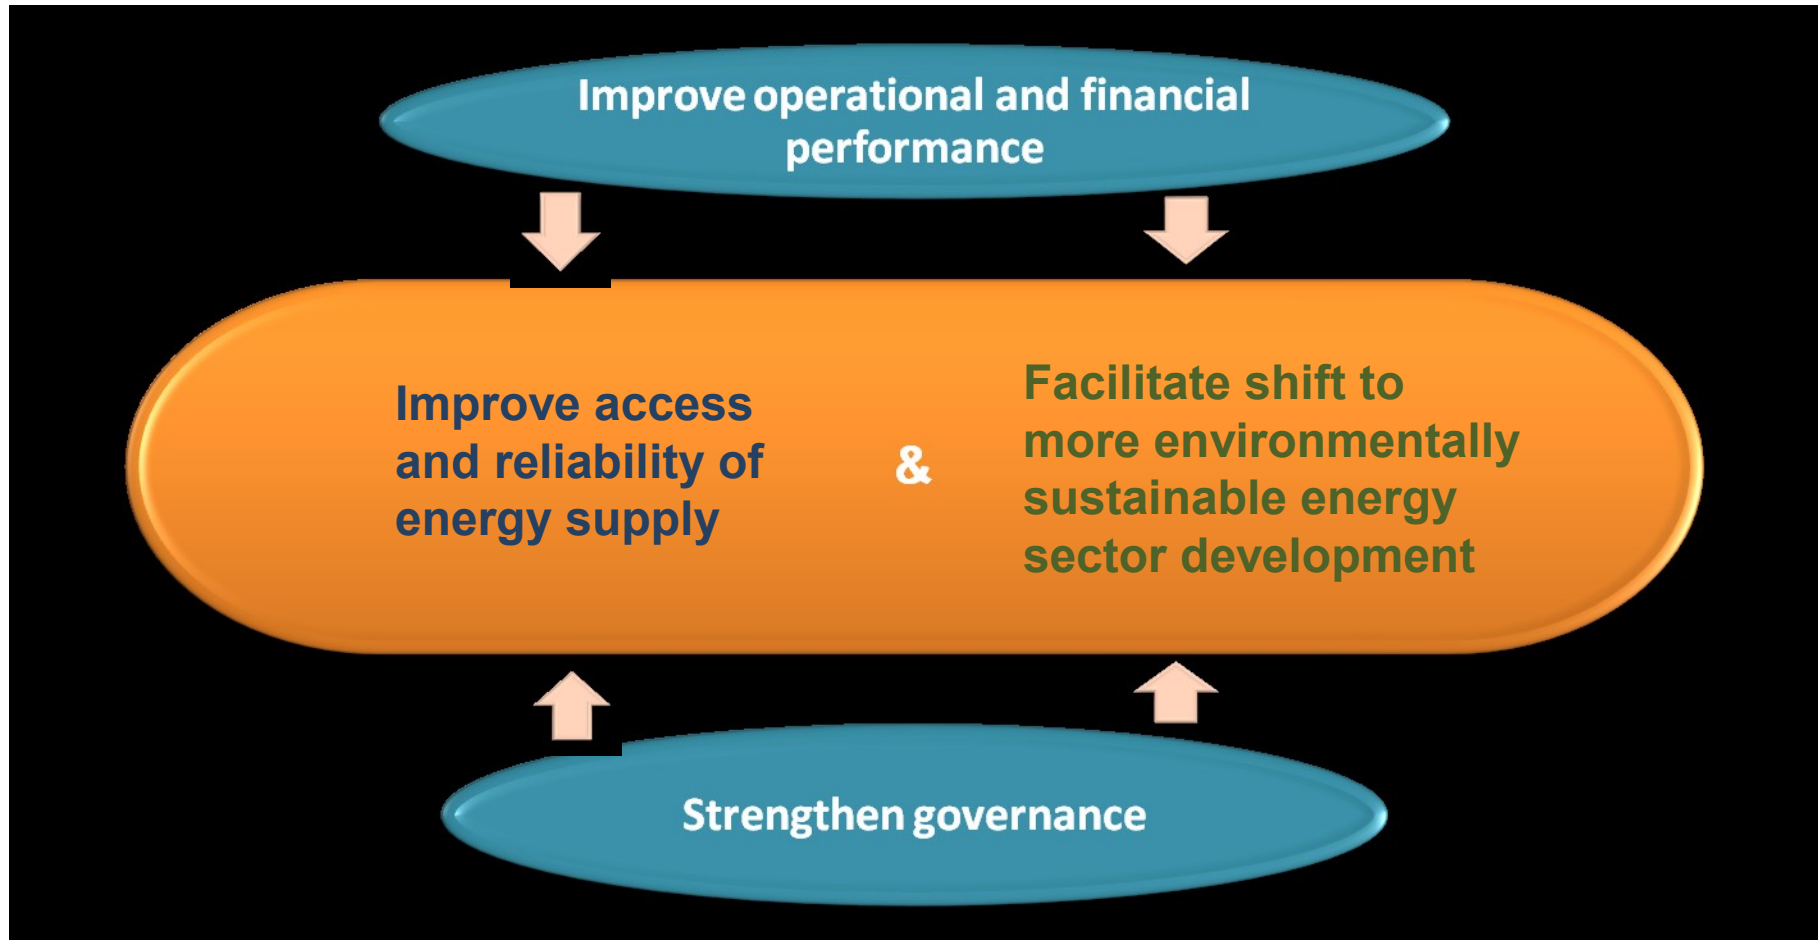 Improve operational and financial
performance
Improve access
and reliability of
energy supply
&
Facilitate shift to
more environmentally
sustainable energy
sector development
Strengthen governance